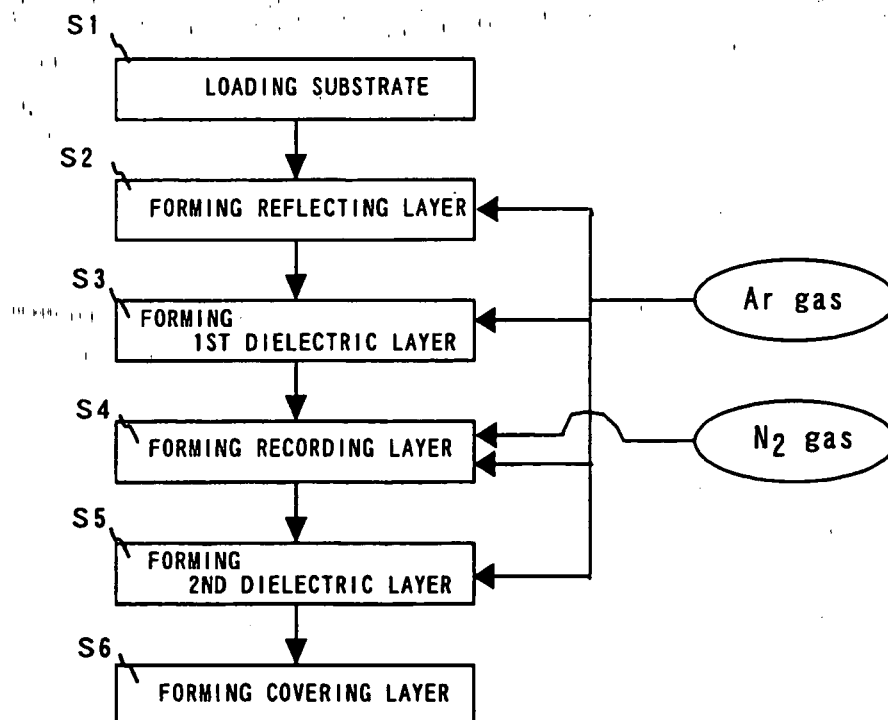 S1
LOADING SUBSTRATE
S2
FORMING REFLECTING LAYER
S3
FORMING
1ST DIELECTRIC LAYER
Ar gas
S4
FORMING RECORDING LAYER
N2 gas
S5
FORMING
2ND DIELECTRIC LAYER
S6
FORMING COVERING LAYER